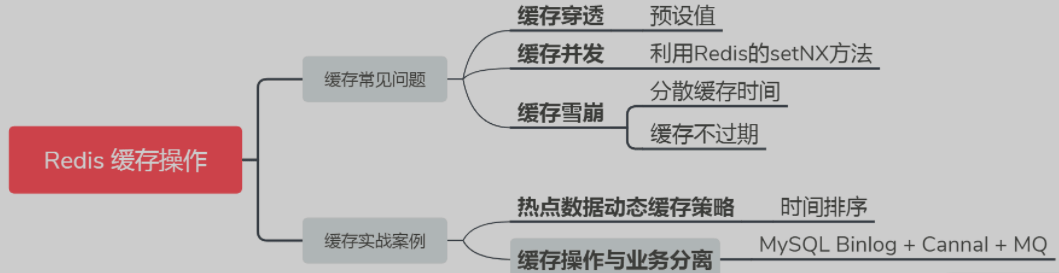 缓存穿透 预设值
缓存并发 利用Redis的setNX方法
缓存常见问题
分散缓存时间
缓存雪崩
缓存不过期
Redis 缓存操作
热点数据动态缓存策略 时间排序
缓存实战案例
缓存操作与业务分离 MySQL Binlog + Cannal + MQ